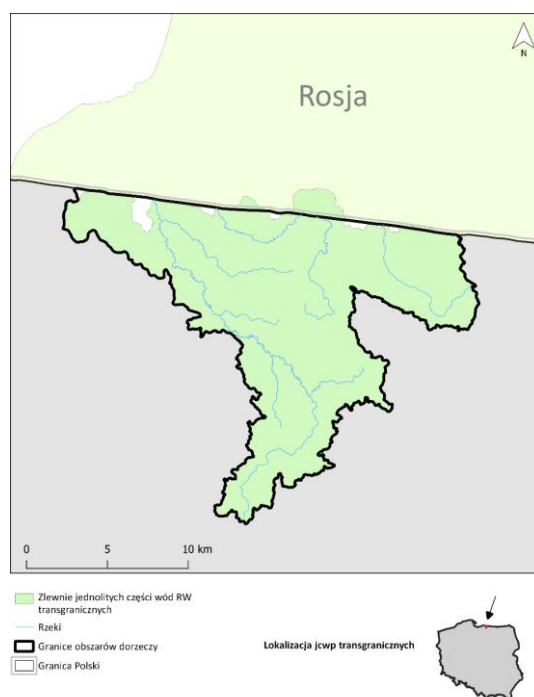 N
Rosja
0 5 10 km
Zlewnie jednolitych części wód RW
transgranicznych
Rzeki
Granice obszarów dorzeczy
Granica Polski
Lokalizacja jcwp transgranicznych